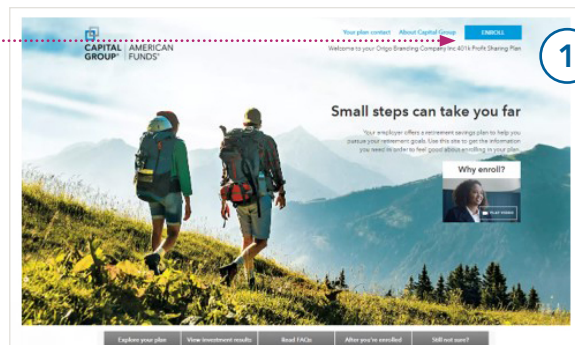 Your plan contact About Capital Group ENROLL
CAPITAL | AMERICAN
GROUP® | FUNDS®
Welcome to your Origo Branding Company Inc 401k Profit Sharing Plan
1
Small steps can take you far
Your employer offers a retirement savings plan to help you
pursue your retirement goals. Use this site to get the information
you need in order to feel good about enrolling in your plan.
Why enroll?
PLAY VIDEO
Explore your plan View investment results Read FAQs After you've enrolled Still not sure?